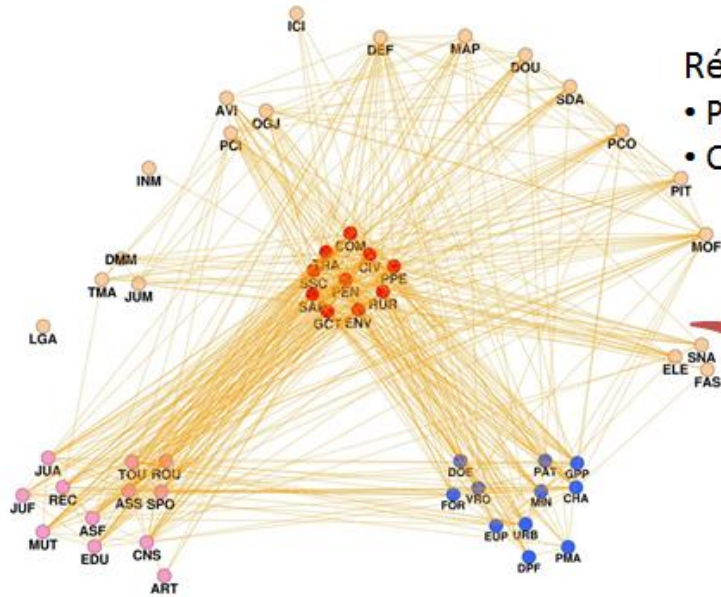 ICI
DEF
MAP
DOU
SDA
AVI
OGJ
PCI
PCO
Ré
• P
• C
INM
PIT
MOF
COM
THA
CIV
PPE
SSC
PEN
RUR
GCT
ENV
DMM
TMA
JUM
LGA
SNA
ELE
FAS
JUA
TOU
ROU
JUF
REC
ASS
SPO
MUT
ASF
EDU
CNS
ART
DOE
PAT
GPP
FOR
VRO
MIN
CHA
EUP
URB
DPF
PMA